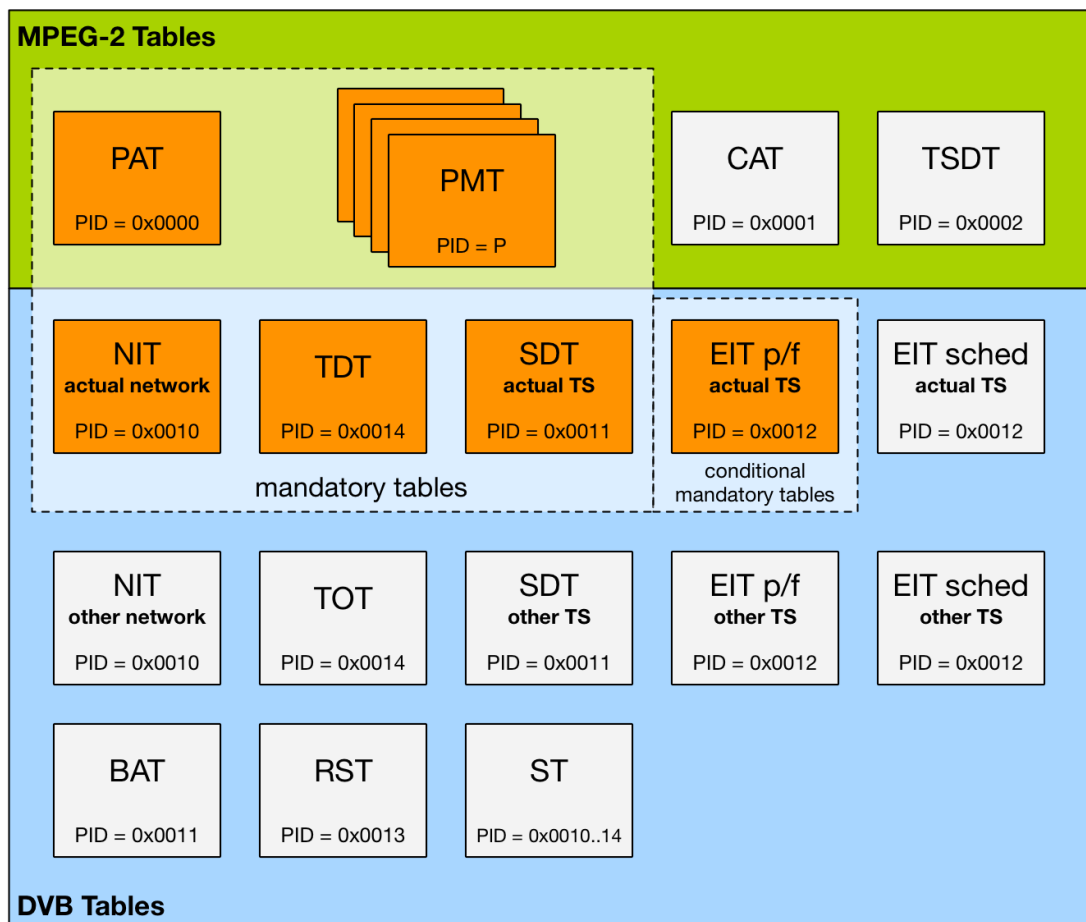 MPEG-2 Tables
PAT
PID = 0x0000
PMT
PID = P
CAT
PID = 0x0001
TSDT
PID = 0x0002
NIT
actual network
PID = 0x0010
TDT
PID = 0x0014
SDT
actual TS
PID = 0x0011
EIT p/f
actual TS
PID = 0x0012
EIT sched
actual TS
PID = 0x0012
mandatory tables
conditional
mandatory tables
NIT
other network
PID = 0x0010
TOT
PID = 0x0014
SDT
other TS
PID = 0x0011
EIT p/f
other TS
PID = 0x0012
EIT sched
other TS
PID = 0x0012
BAT
PID = 0x0011
RST
PID = 0x0013
ST
PID = 0x0010..14
DVB Tables